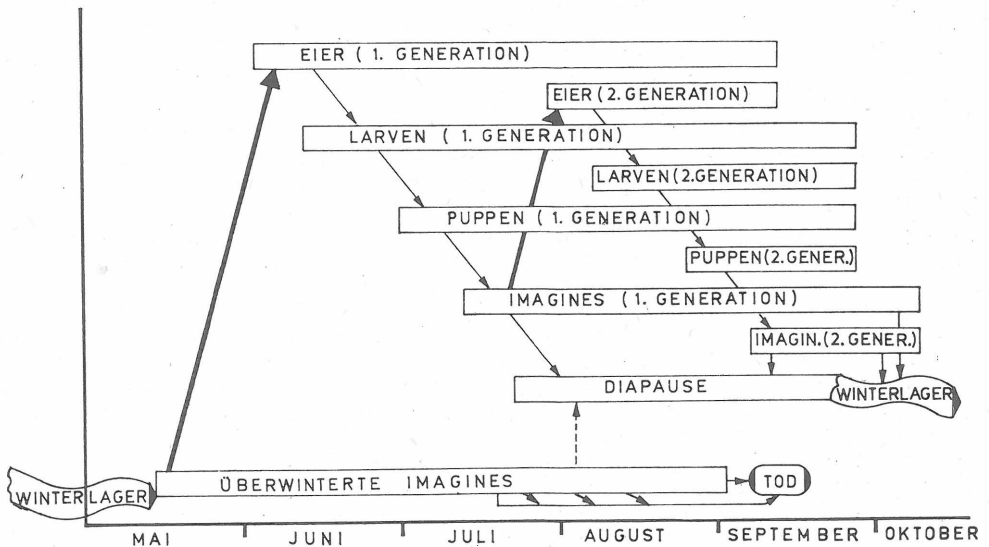 EIER ( 1. GENERATION)
EIER (2. GENERATION)
LARVEN ( 1. GENERATION)
LARVEN (2.GENERATION)
PUPPEN ( 1. GENERATION)
PUPPEN (2.GENER.)
IMAGINES ( 1. GENERATION)
IMAGIN. (2.GENER.)
DIAPAUSE
WINTERLAGER
WINTERLAGER
ÜBERWINTERTE IMAGINES
TOD
MAI JUNI JULI AUGUST SEPTEMBER OKTOBER